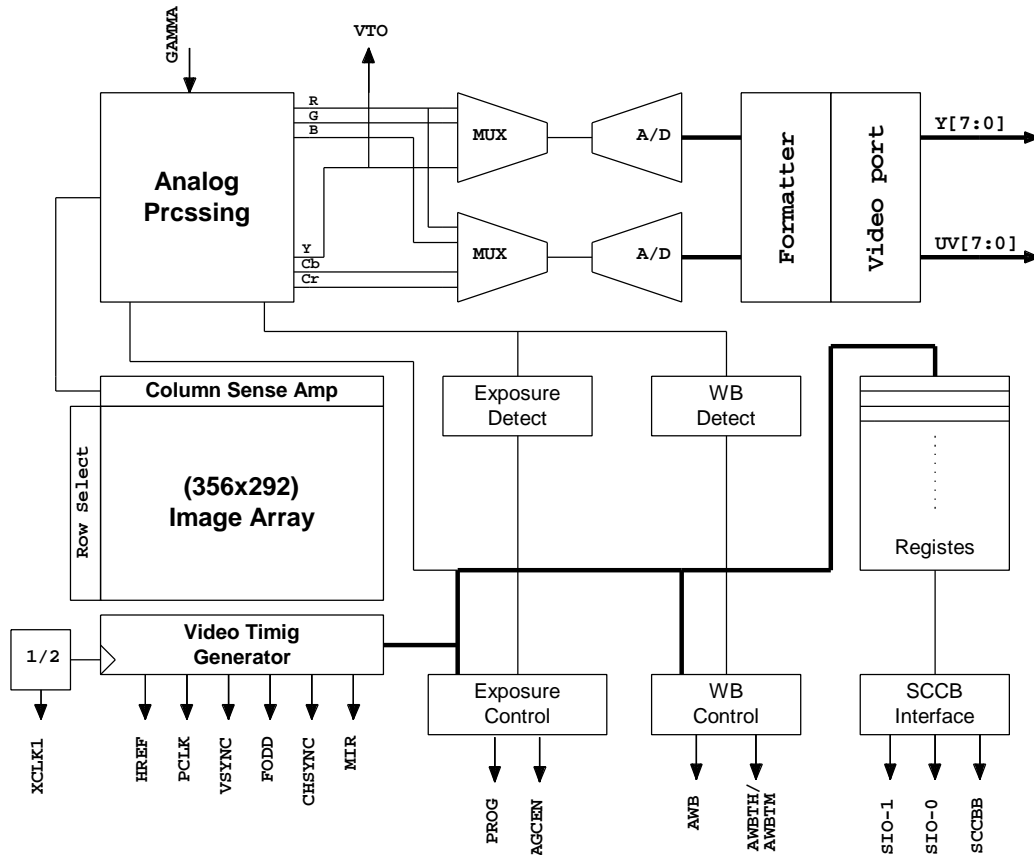 GAMMA
VTO
R
G
B
Y
Cb
Cr
Analog
Prcssing
MUX
A/D
MUX
A/D
Formatter
Video port
Y[7:0]
UV[7:0]
Column Sense Amp
Row Select
(356x292)
Image Array
Exposure
Detect
WB
Detect
Registes
1/2
Video Timig
Generator
Exposure
Control
WB
Control
SCCB
Interface
XCLK1
HREF
PCLK
VSYNC
FODD
CHSYNC
MIR
PROG
AGCEN
AWB
AWBTH/
AWBTM
SIO-1
SIO-0
SCCBB